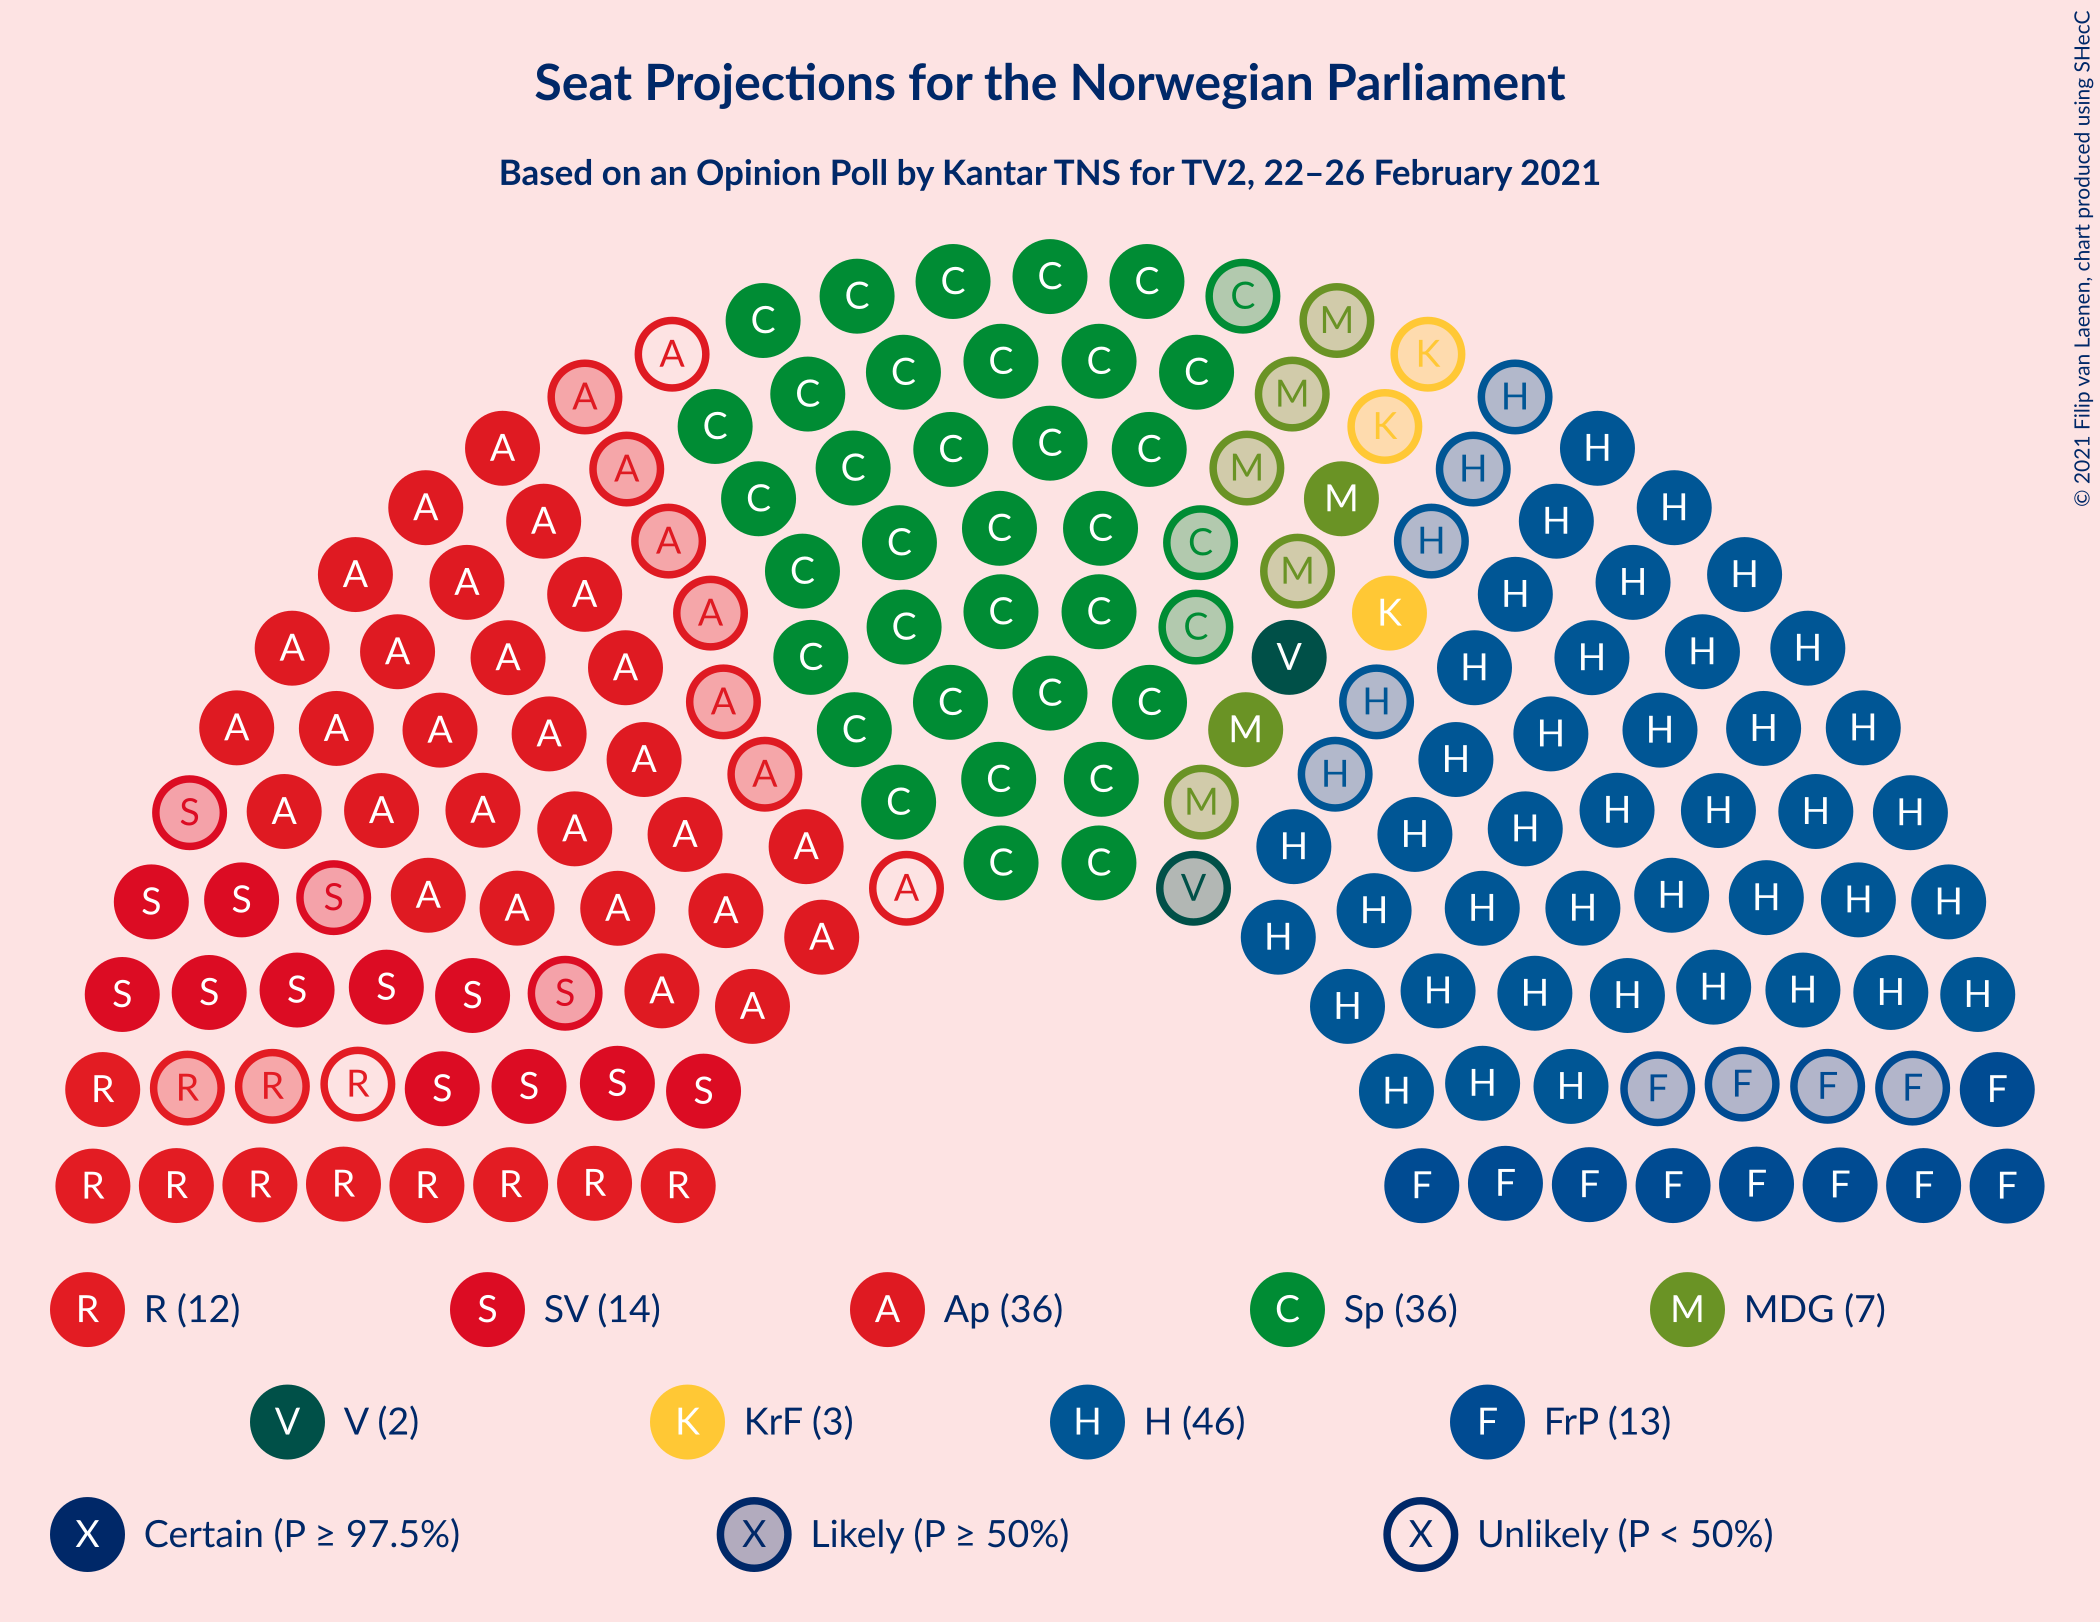 Seat Projections for the Norwegian Parliament
Based on an Opinion Poll by Kantar TNS for TV2, 22–26 February 2021
© 2021 Filip van Laenen, chart produced using SHecC
C C C C C C M
A A C C C C C C M K K H
A A C C C C C M M H H
A A A A C C C C C M K H H
A A A A A C C C C C V H H H H
A A A A A A C C C C M H H H H H
S A A A A A A C C C M H H H H H H
S S S A A A A A A C C V H H H H H H H
S S S S S S A A H H H H H H H H
R R R R S S S S H H H F F F F F
R R R R R R R R F F F F F F F F
R R (12) S SV (14) A Ap (36) C Sp (36) M MDG (7)
V V (2) K KrF (3) H H (46) F FrP (13)
X Certain (P ≥ 97.5%) X Likely (P ≥ 50%) X Unlikely (P < 50%)